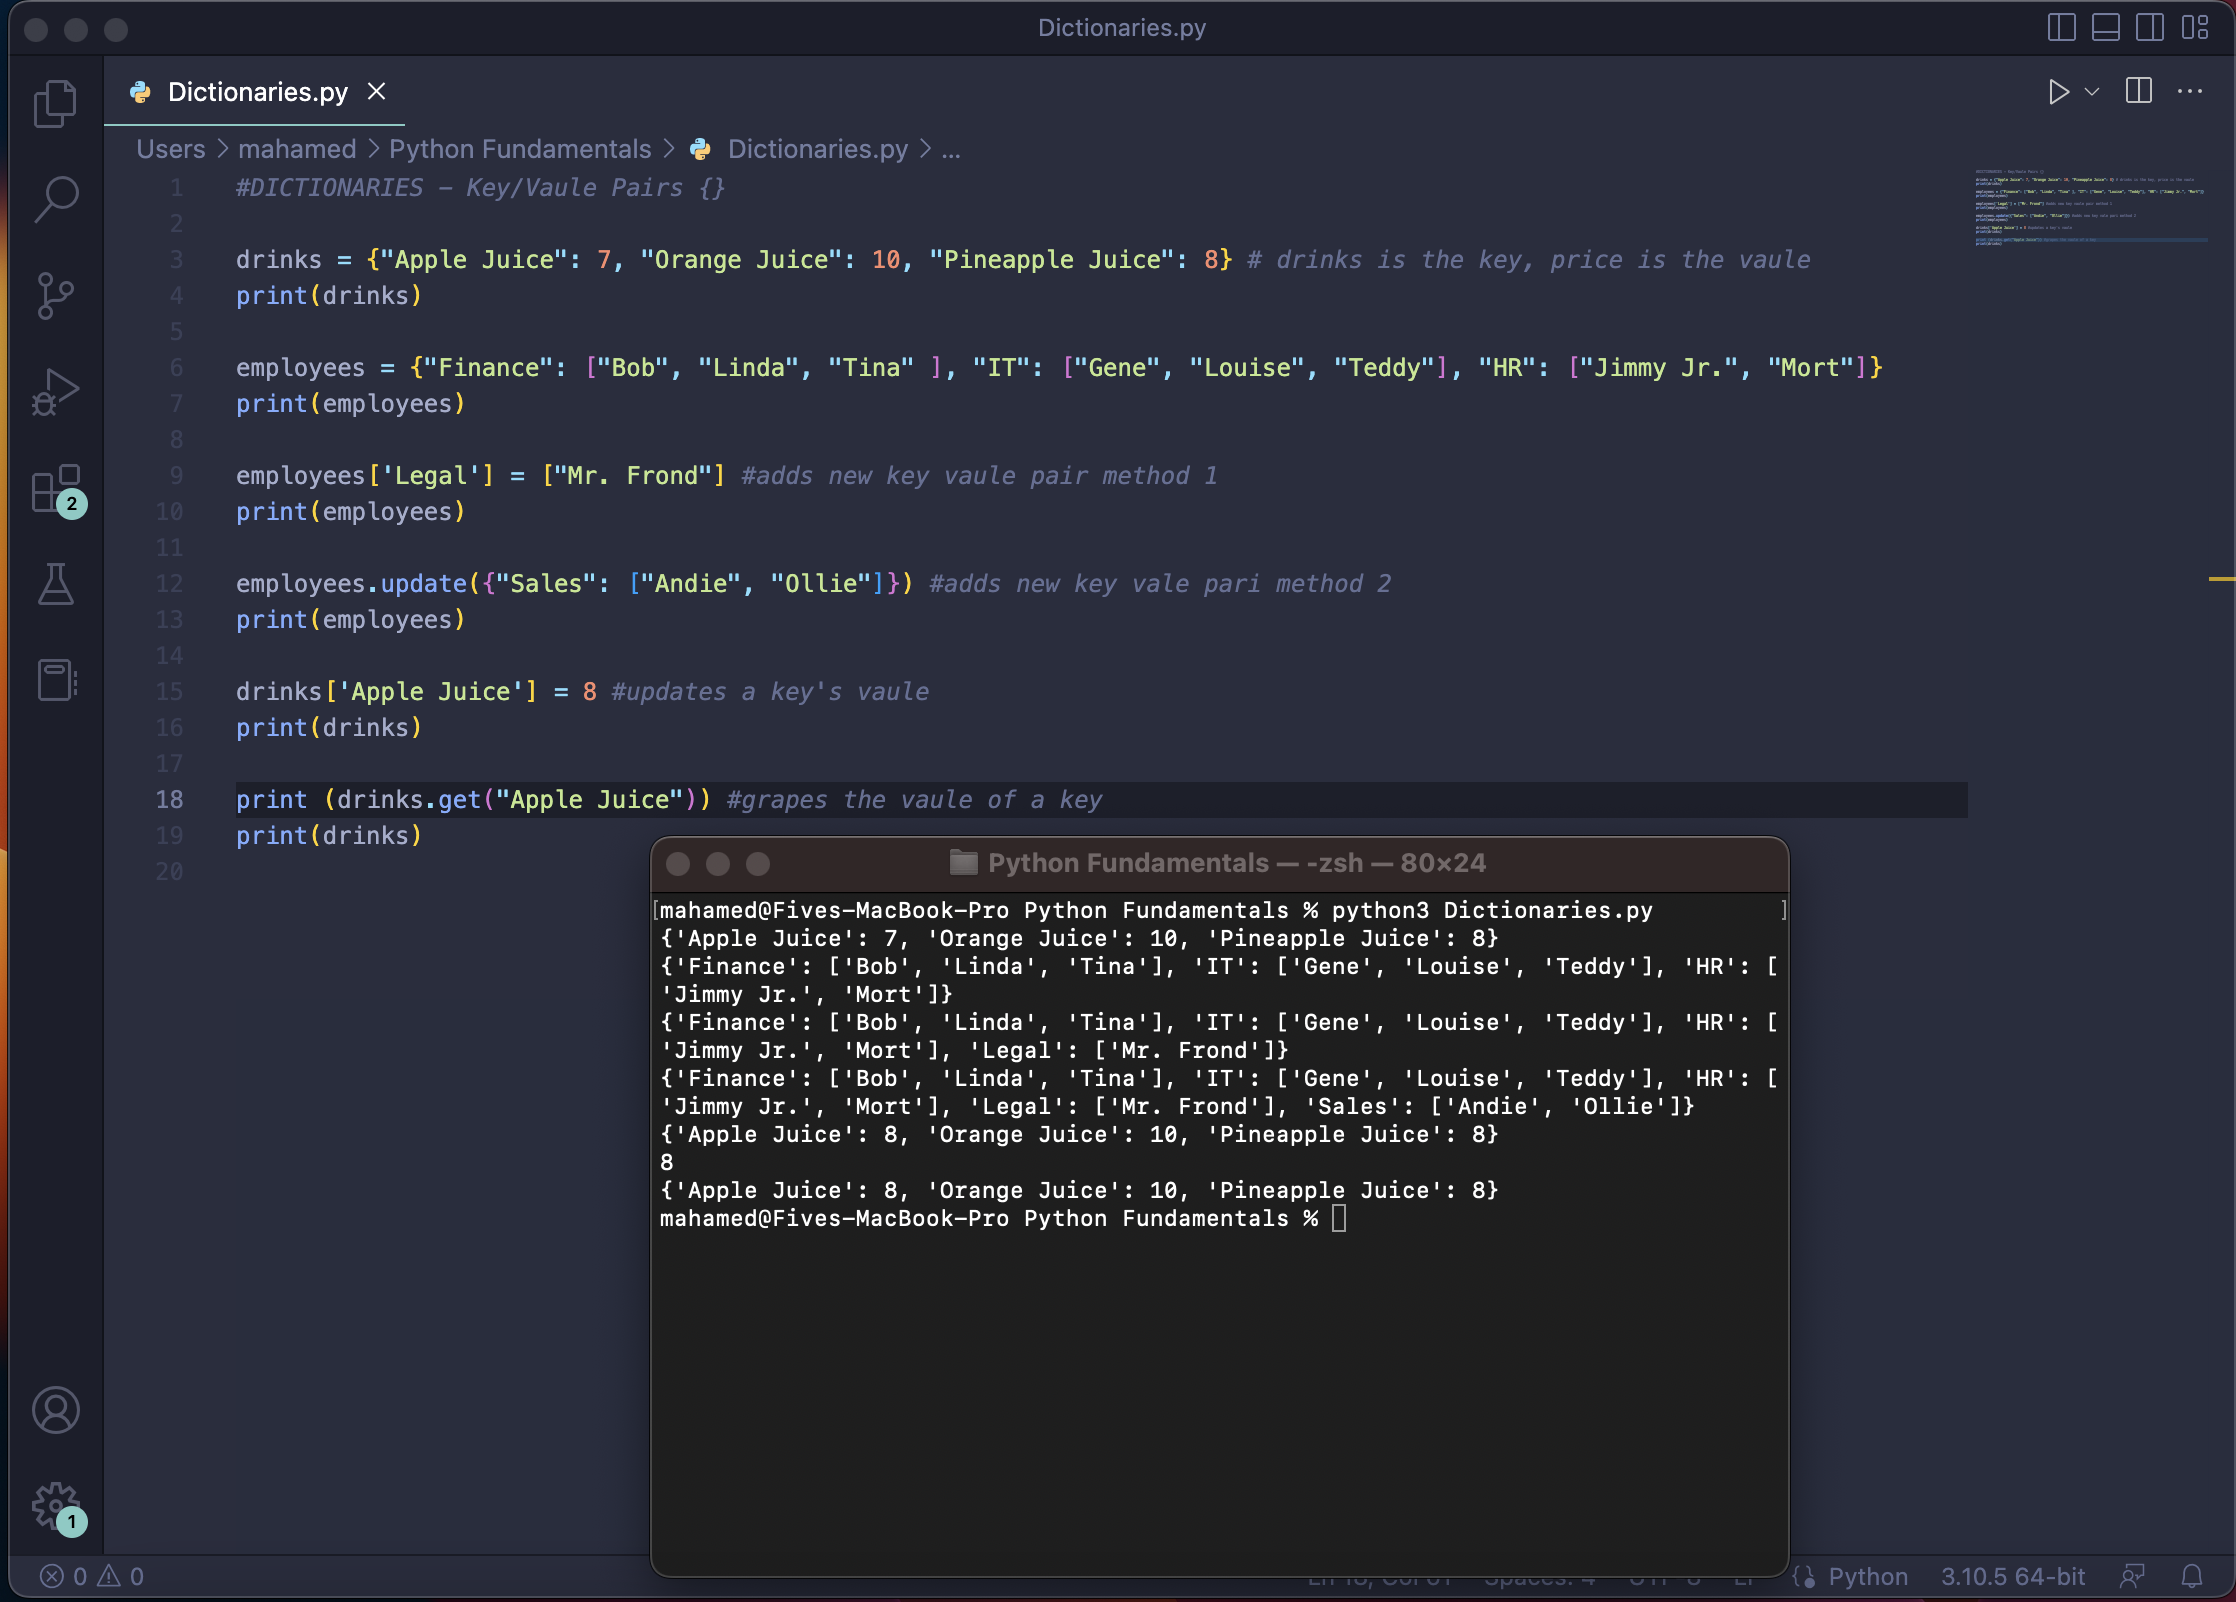 Dictionaries.py
Dictionaries.py
Users > mahamed > Python Fundamentals > Dictionaries.py > ...
1 #DICTIONARIES – Key/Vaule Pairs {}
2
3 drinks = {"Apple Juice": 7, "Orange Juice": 10, "Pineapple Juice": 8} # drinks is the key, price is the vaule
4 print(drinks)
5
6 employees = {"Finance": ["Bob", "Linda", "Tina" ], "IT": ["Gene", "Louise", "Teddy"], "HR": ["Jimmy Jr.", "Mort"]}
7 print(employees)
8
9 employees['Legal'] = ["Mr. Frond"] #adds new key vaule pair method 1
10 print(employees)
11
12 employees.update({"Sales": ["Andie", "Ollie"]}) #adds new key vale pari method 2
13 print(employees)
14
15 drinks['Apple Juice'] = 8 #updates a key's vaule
16 print(drinks)
17
18 print (drinks.get("Apple Juice")) #grapes the vaule of a key
19 print(drinks)
20
2
1
Python Fundamentals — -zsh — 80×24
[mahamed@Fives-MacBook-Pro Python Fundamentals % python3 Dictionaries.py ]
{'Apple Juice': 7, 'Orange Juice': 10, 'Pineapple Juice': 8}
{'Finance': ['Bob', 'Linda', 'Tina'], 'IT': ['Gene', 'Louise', 'Teddy'], 'HR': [
'Jimmy Jr.', 'Mort']}
{'Finance': ['Bob', 'Linda', 'Tina'], 'IT': ['Gene', 'Louise', 'Teddy'], 'HR': [
'Jimmy Jr.', 'Mort'], 'Legal': ['Mr. Frond']}
{'Finance': ['Bob', 'Linda', 'Tina'], 'IT': ['Gene', 'Louise', 'Teddy'], 'HR': [
'Jimmy Jr.', 'Mort'], 'Legal': ['Mr. Frond'], 'Sales': ['Andie', 'Ollie']}
{'Apple Juice': 8, 'Orange Juice': 10, 'Pineapple Juice': 8}
8
{'Apple Juice': 8, 'Orange Juice': 10, 'Pineapple Juice': 8}
mahamed@Fives-MacBook-Pro Python Fundamentals %
0 0 Python 3.10.5 64-bit